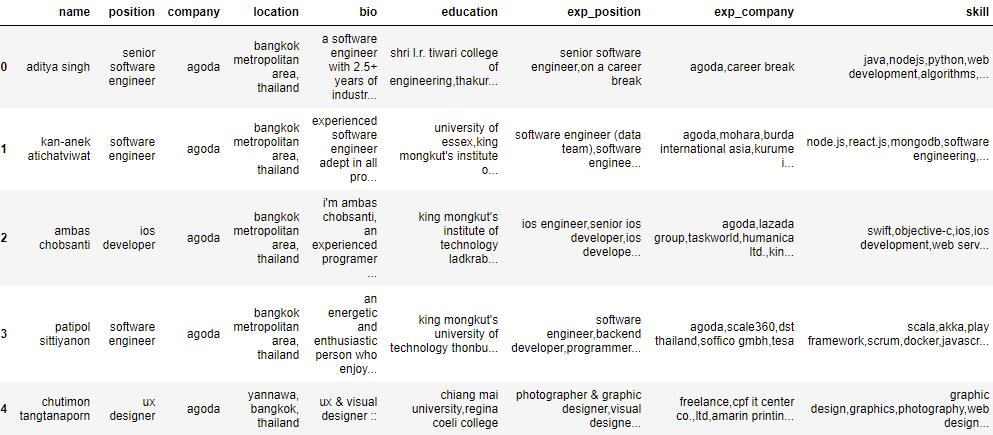 name position company location bio education exp_position exp_company skill
0 aditya singh senior software engineer agoda bangkok metropolitan area, thailand a software engineer with 2.5+ years of industr... shri l.r. tiwari college of engineering,thakur... senior software engineer,on a career break agoda,career break java,nodejs,python,web development,algorithms,...
1 kan-anek atichatviwat software engineer agoda bangkok metropolitan area, thailand experienced software engineer adept in all pro... university of essex,king mongkut's institute o... software engineer (data team),software enginee... agoda,mohara,burda international asia,kurume i... node.js,react.js,mongodb,software engineering,...
2 ambas chobsanti ios developer agoda bangkok metropolitan area, thailand i'm ambas chobsanti, an experienced programer ... king mongkut's institute of technology ladkrab... ios engineer,senior ios developer,ios develope... agoda,lazada group,taskworld,humanica ltd.,kin... swift,objective-c,ios,ios development,web serv...
3 patipol sittiyanon software engineer agoda bangkok metropolitan area, thailand an energetic and enthusiastic person who enjoy... king mongkut's university of technology thonbu... software engineer,backend developer,programmer... agoda,scale360,dst thailand,soffico gmbh,tesa scala,akka,play framework,scrum,docker,javascr...
4 chutimon tangtanaporn ux designer agoda yannawa, bangkok, thailand ux & visual designer :: chiang mai university,regina coeli college photographer & graphic designer,visual designe... freelance,cpf it center co.,ltd,amarin printin... graphic design,graphics,photography,web design...